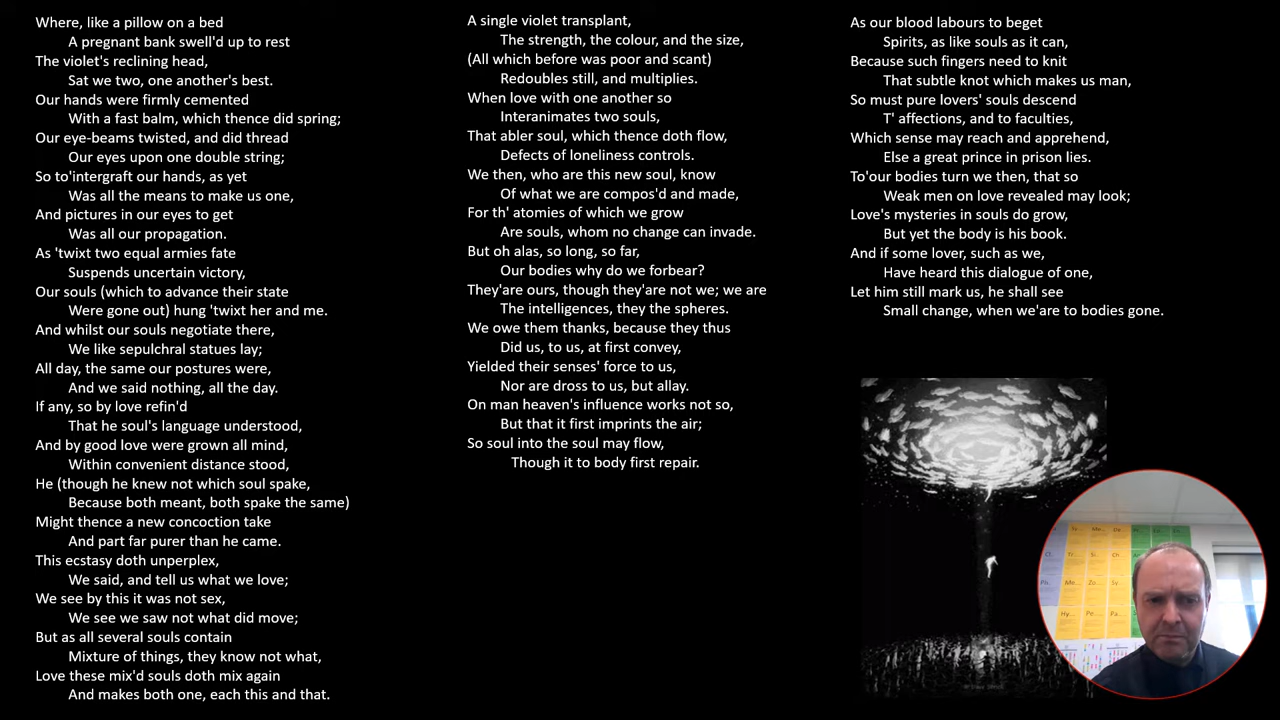 Where, like a pillow on a bed
A pregnant bank swell'd up to rest
The violet's reclining head,
Sat we two, one another's best.
Our hands were firmly cemented
With a fast balm, which thence did spring;
Our eye-beams twisted, and did thread
Our eyes upon one double string;
So to'intergraft our hands, as yet
Was all the means to make us one,
And pictures in our eyes to get
Was all our propagation.
As 'twixt two equal armies fate
Suspends uncertain victory,
Our souls (which to advance their state
Were gone out) hung 'twixt her and me.
And whilst our souls negotiate there,
We like sepulchral statues lay;
All day, the same our postures were,
And we said nothing, all the day.
If any, so by love refin'd
That he soul's language understood,
And by good love were grown all mind,
Within convenient distance stood,
He (though he knew not which soul spake,
Because both meant, both spake the same)
Might thence a new concoction take
And part far purer than he came.
This ecstasy doth unperplex,
We said, and tell us what we love;
We see by this it was not sex,
We see we saw not what did move;
But as all several souls contain
Mixture of things, they know not what,
Love these mix'd souls doth mix again
And makes both one, each this and that.
A single violet transplant,
The strength, the colour, and the size,
(All which before was poor and scant)
Redoubles still, and multiplies.
When love with one another so
Interanimates two souls,
That abler soul, which thence doth flow,
Defects of loneliness controls.
We then, who are this new soul, know
Of what we are compos'd and made,
For th' atomies of which we grow
Are souls, whom no change can invade.
But oh alas, so long, so far,
Our bodies why do we forbear?
They'are ours, though they'are not we; we are
The intelligences, they the spheres.
We owe them thanks, because they thus
Did us, to us, at first convey,
Yielded their senses' force to us,
Nor are dross to us, but allay.
On man heaven's influence works not so,
But that it first imprints the air;
So soul into the soul may flow,
Though it to body first repair.
As our blood labours to beget
Spirits, as like souls as it can,
Because such fingers need to knit
That subtle knot which makes us man,
So must pure lovers' souls descend
T' affections, and to faculties,
Which sense may reach and apprehend,
Else a great prince in prison lies.
To'our bodies turn we then, that so
Weak men on love revealed may look;
Love's mysteries in souls do grow,
But yet the body is his book.
And if some lover, such as we,
Have heard this dialogue of one,
Let him still mark us, he shall see
Small change, when we'are to bodies gone.